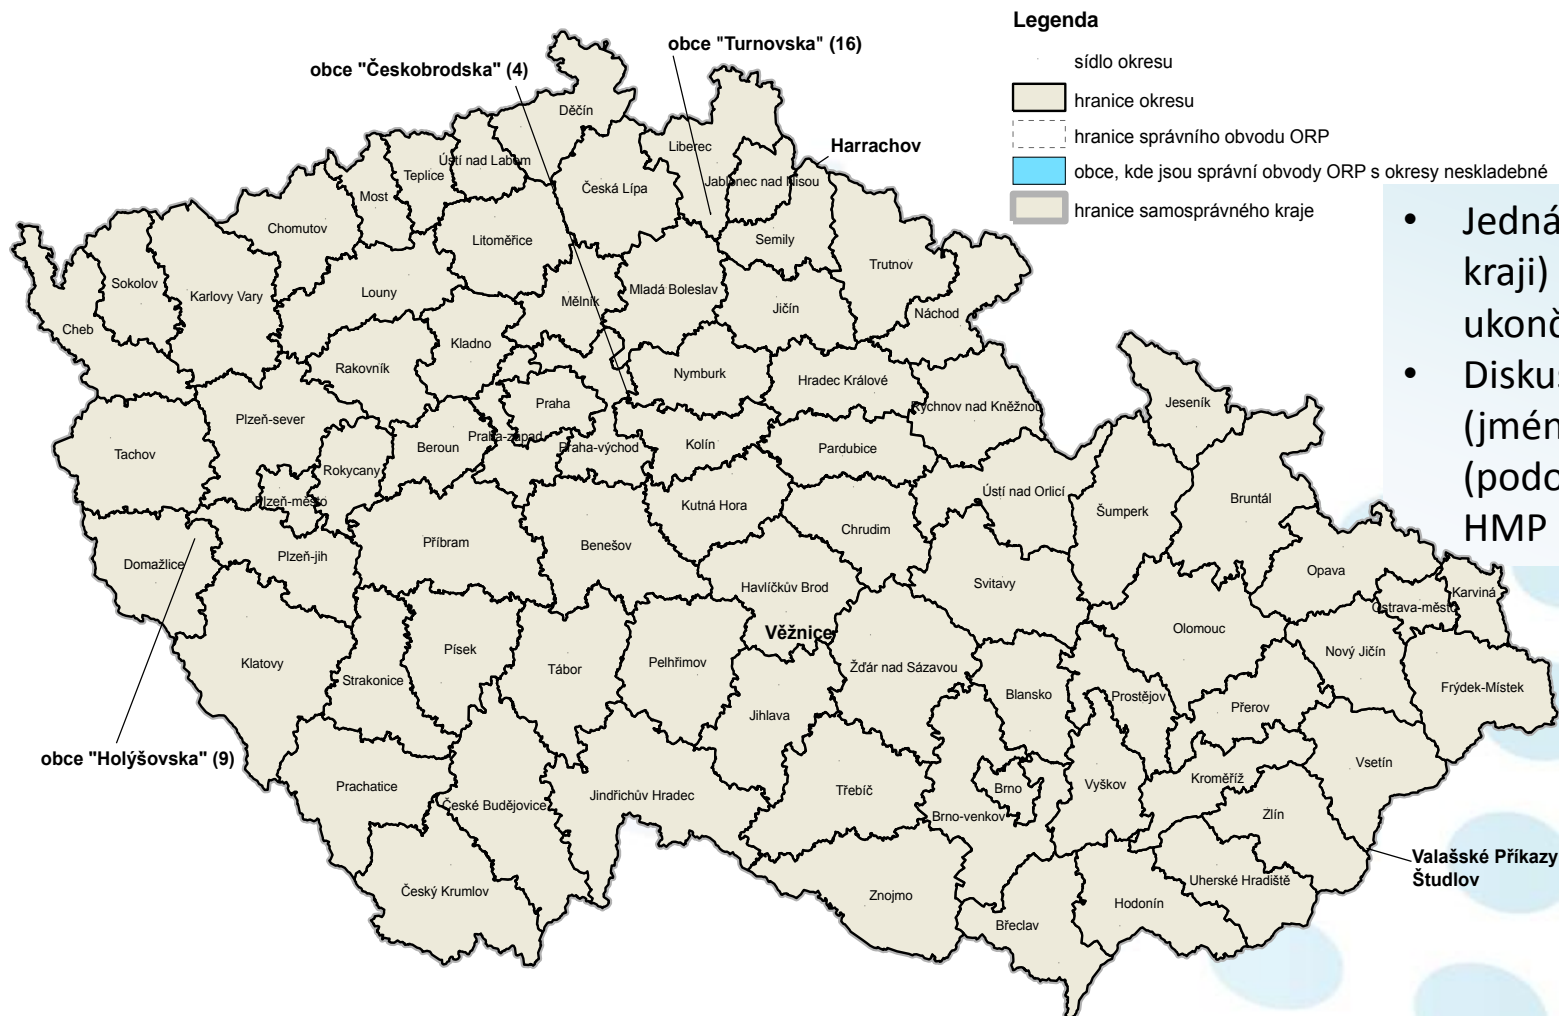 Legenda
sídlo okresu
hranice okresu
hranice správního obvodu ORP
obce, kde jsou správní obvody ORP s okresy neskladebné
hranice samosprávného kraje
obce "Turnovska" (16)
obce "Českobrodska" (4)
Harrachov
Děčín
Liberec
Ústí nad Labem
Teplice
Česká Lípa
Jablonec nad Nisou
Most
Chomutov
Litoměřice
Semily
Trutnov
Sokolov
Karlovy Vary
Louny
Mělník
Mladá Boleslav
Jičín
Náchod
Cheb
Kladno
Rakovník
Nymburk
Hradec Králové
Rychnov nad Kněžnou
Jeseník
Praha
Plzeň-sever
Beroun
Praha-západ
Praha-východ
Kolín
Pardubice
Tachov
Rokycany
Plzeň-město
Kutná Hora
Ústí nad Orlicí
Šumperk
Bruntál
Chrudim
Příbram
Benešov
Domažlice
Plzeň-jih
Havlíčkův Brod
Svitavy
Opava
Ostrava-město
Karviná
Věžnice
Olomouc
Klatovy
Písek
Strakonice
Tábor
Pelhřimov
Žďár nad Sázavou
Nový Jičín
Frýdek-Místek
Blansko
Prostějov
Přerov
Jihlava
obce "Holýšovska" (9)
Vsetín
Prachatice
České Budějovice
Jindřichův Hradec
Třebíč
Brno
Brno-venkov
Vyškov
Kroměříž
Zlín
Valašské Příkazy
Študlov
Uherské Hradiště
Český Krumlov
Znojmo
Hodonín
Břeclav
• Jedná
kraji)
ukonč
• Diskus
(jmén
(podo
HMP